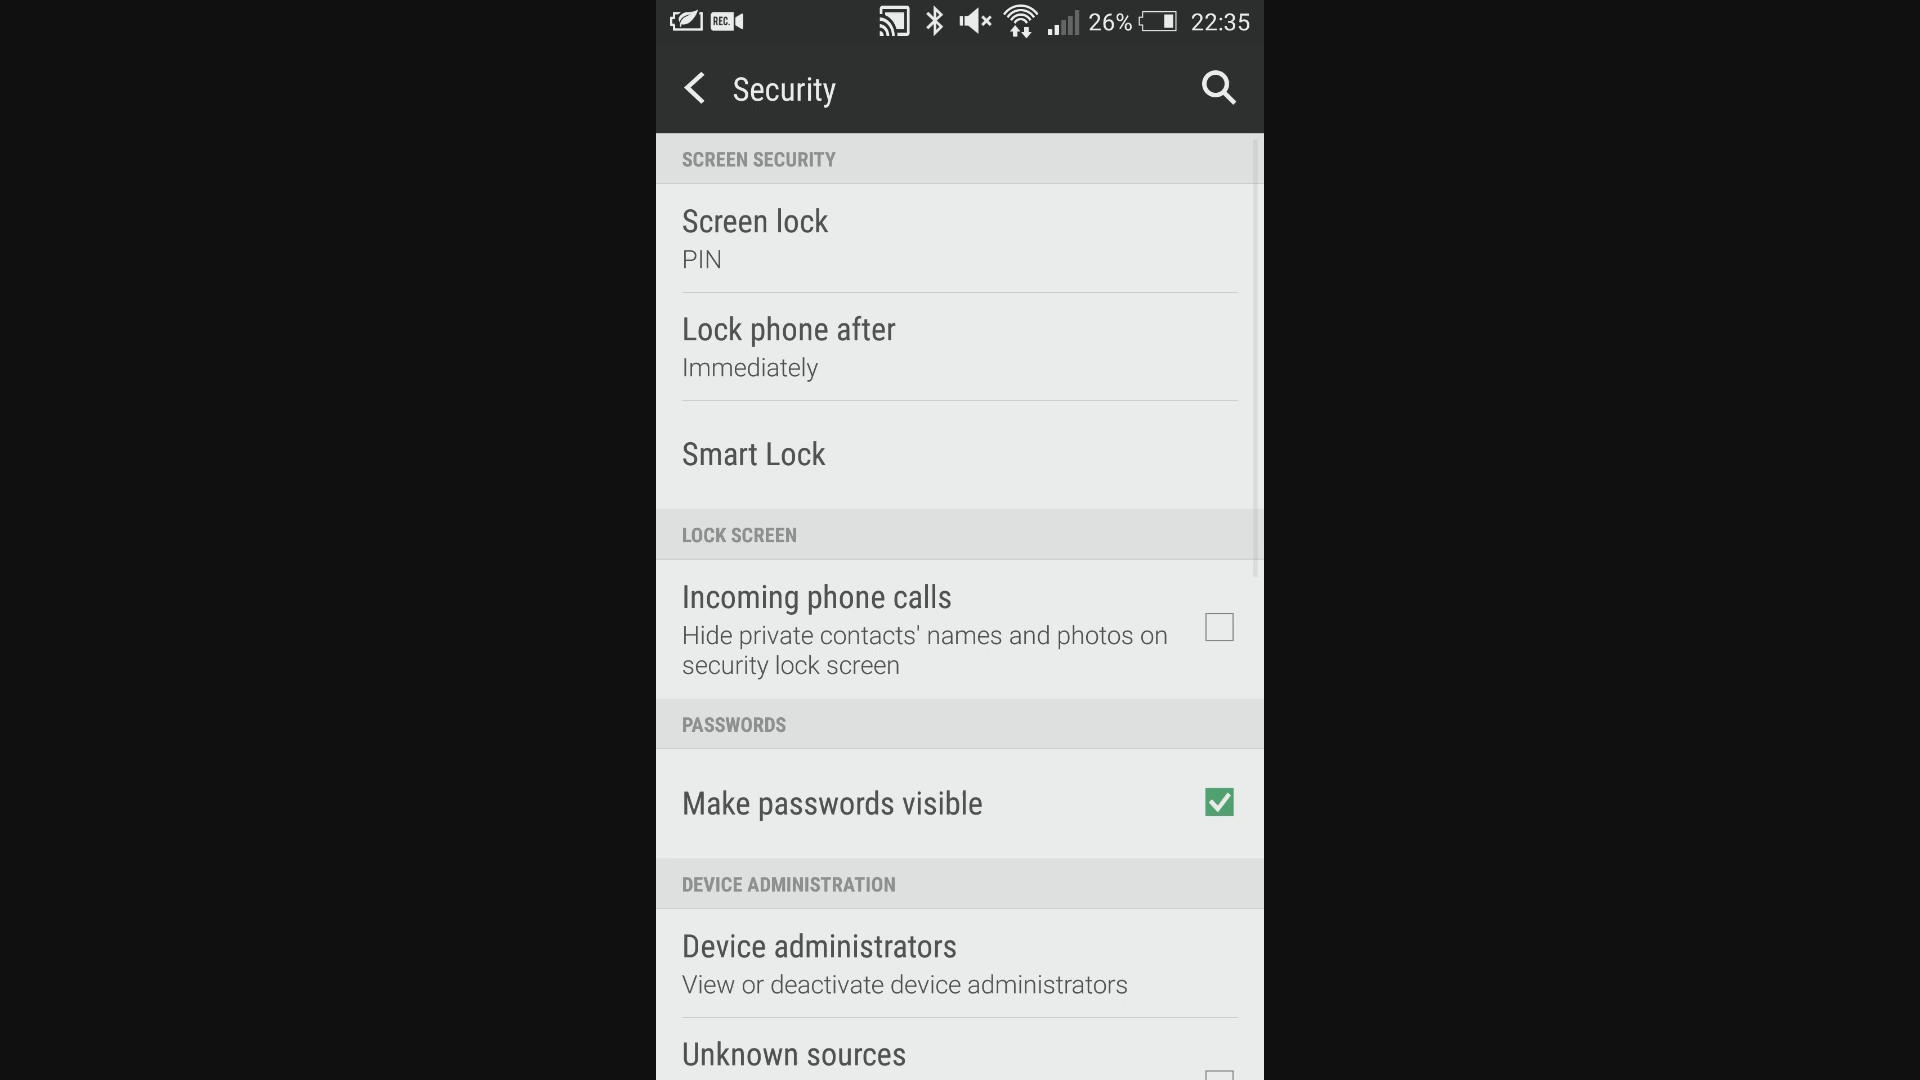 REC. 26% 22:35
Security
SCREEN SECURITY
Screen lock
PIN
Lock phone after
Immediately
Smart Lock
LOCK SCREEN
Incoming phone calls
Hide private contacts' names and photos on
security lock screen
PASSWORDS
Make passwords visible
DEVICE ADMINISTRATION
Device administrators
View or deactivate device administrators
Unknown sources